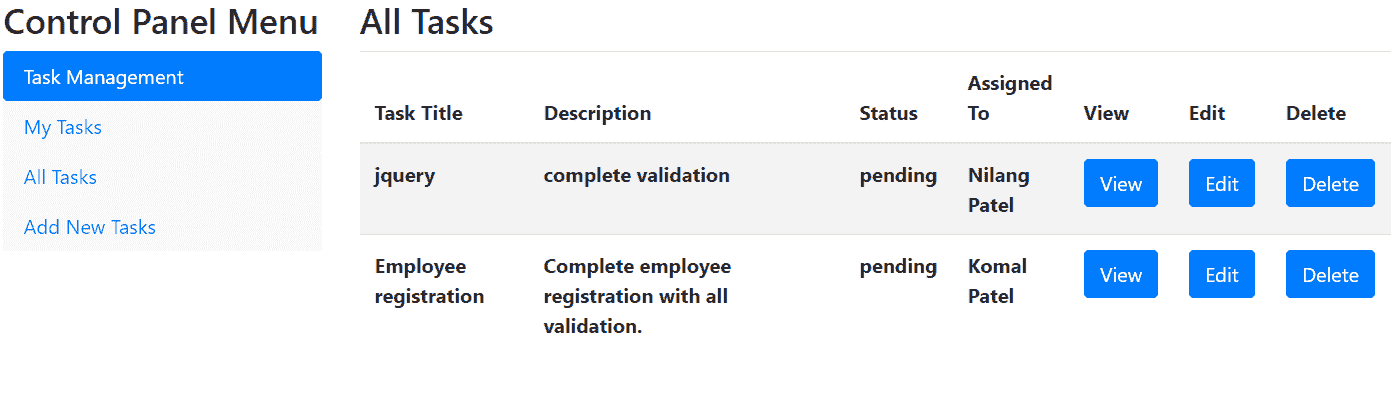 Control Panel Menu
Task Management
My Tasks
All Tasks
Add New Tasks
All Tasks
Task Title Description Status Assigned To View Edit Delete
jquery complete validation pending Nilang Patel View Edit Delete
Employee registration Complete employee registration with all validation. pending Komal Patel View Edit Delete